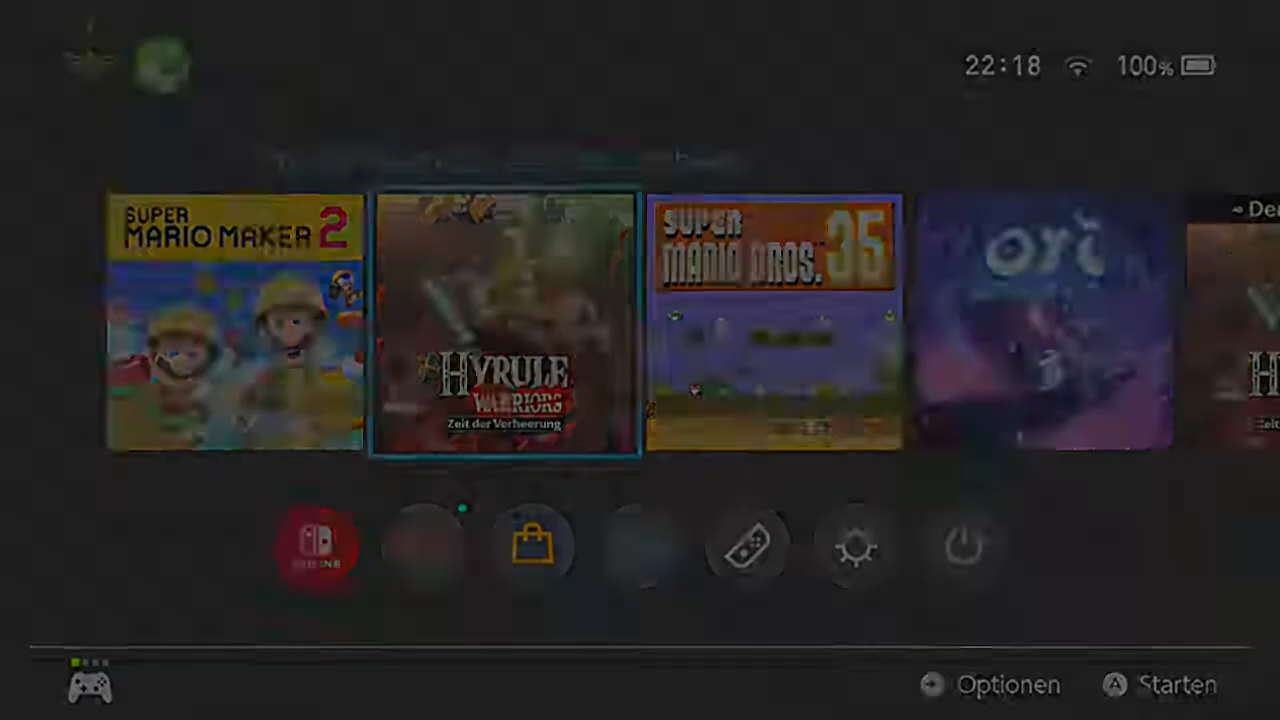 22:18
100%
SUPER
MARIO MAKER 2
HYRULE
WARRIORS
Zeit der Verheerung
SUPER
MARIO BROS. 35
ori
Optionen
A Starten